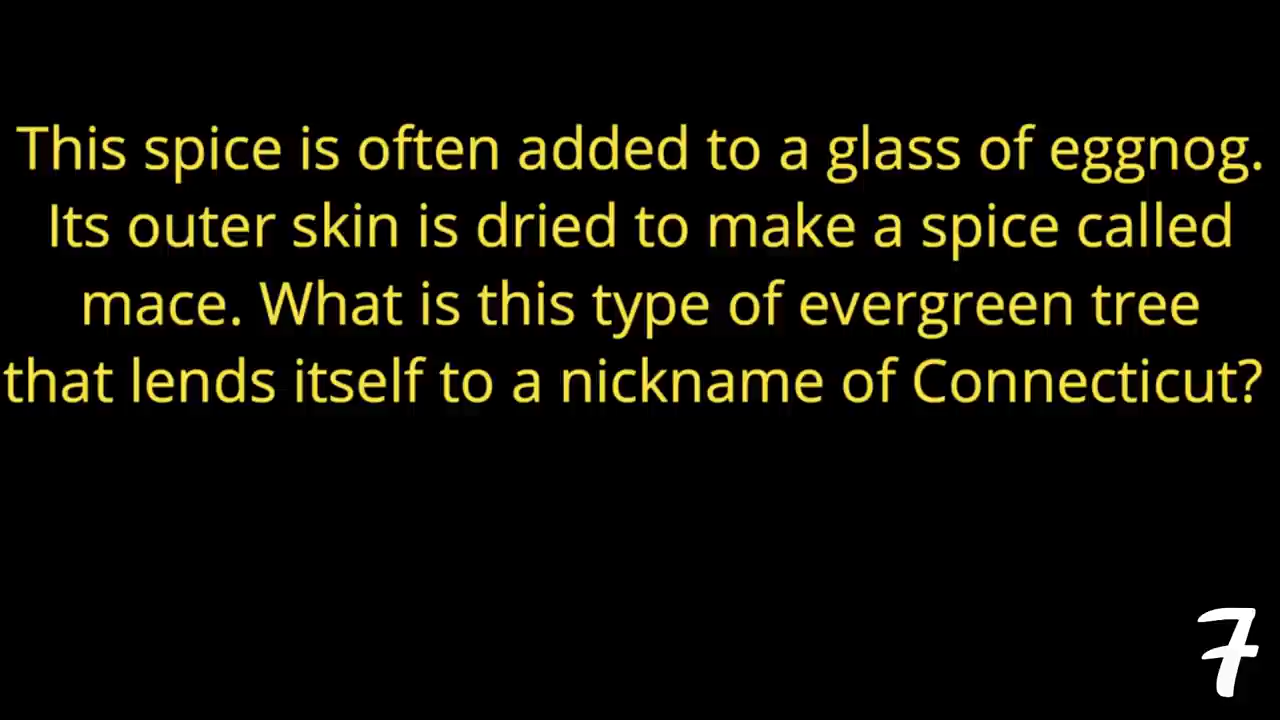 This spice is often added to a glass of eggnog.
Its outer skin is dried to make a spice called
mace. What is this type of evergreen tree
that lends itself to a nickname of Connecticut?
7